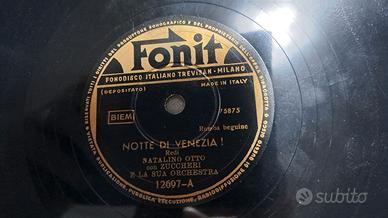 Fonit
FONODISCO ITALIANO TREVISAN - MILANO
(DEPOSITATO)
MADE IN ITALY
BIEM
75875
Rumba beguine
NOTTE DI VENEZIA !
Redi
NATALINO OTTO
con ZUCCHERI
E LA SUA ORCHESTRA
12697-A
subito